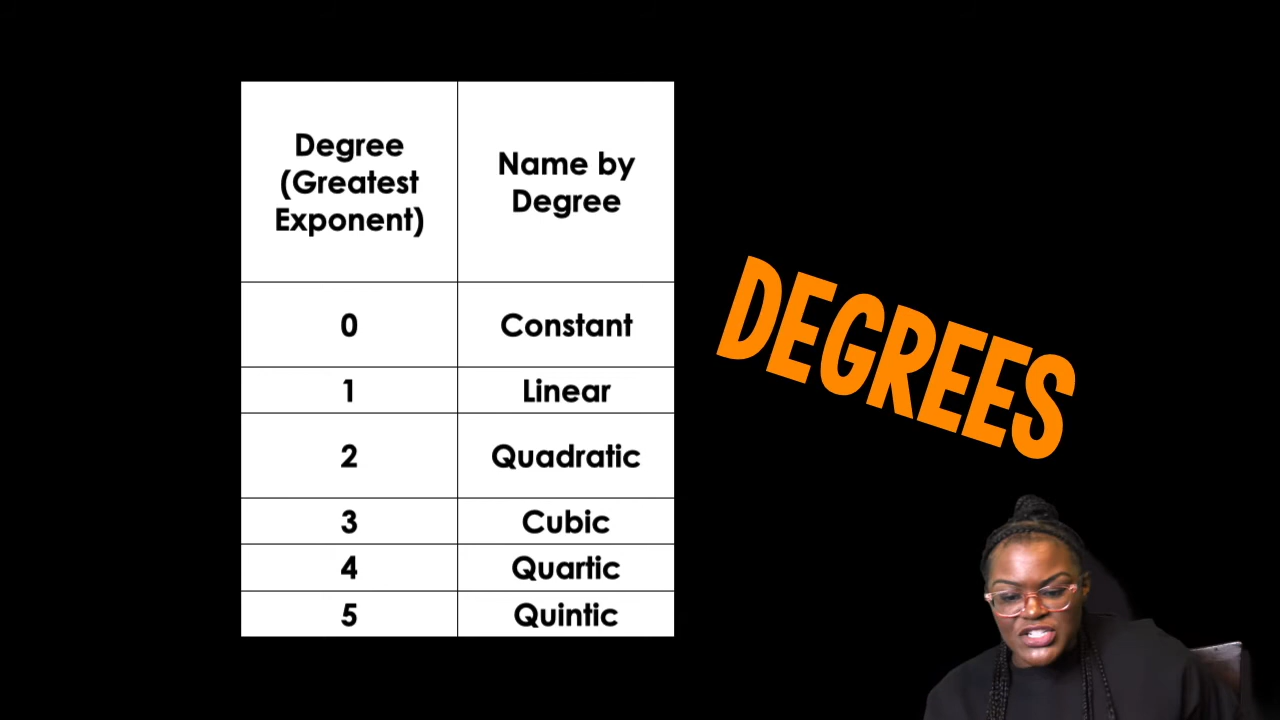 Degree
(Greatest
Exponent)
Name by
Degree
0 Constant
1 Linear
2 Quadratic
3 Cubic
4 Quartic
5 Quintic
DEGREES